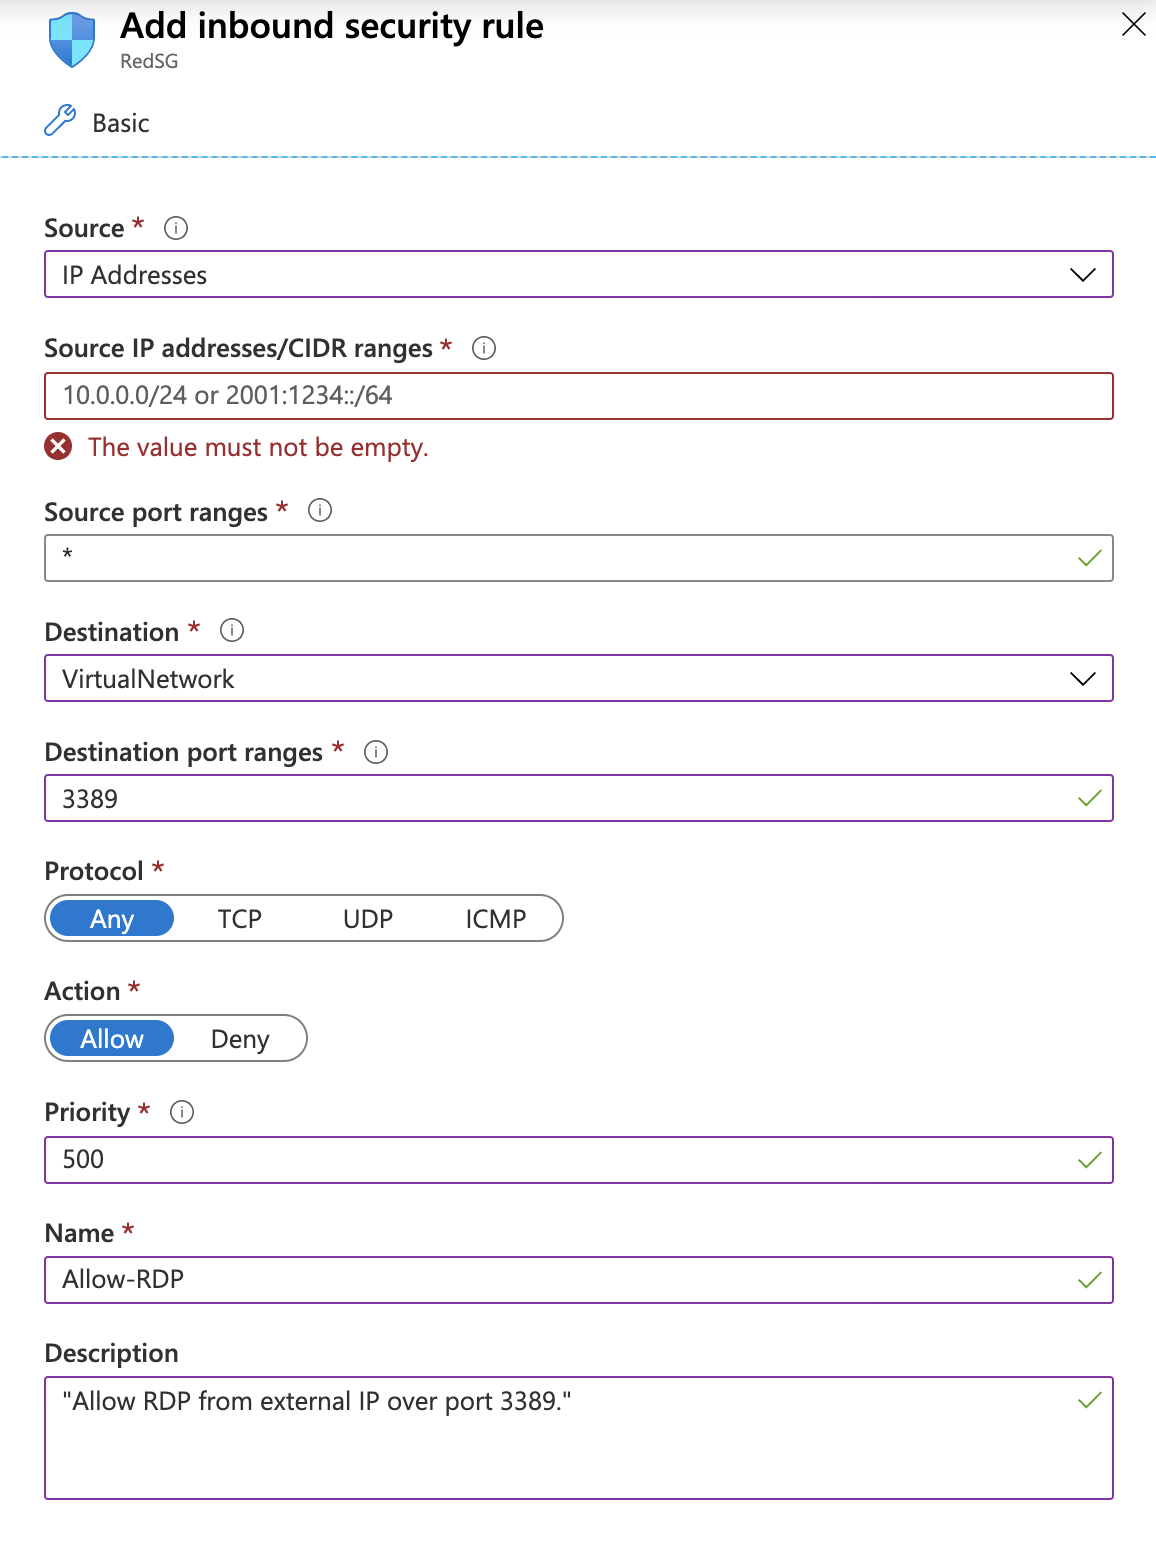 Add inbound security rule
RedSG
Basic
Source *
IP Addresses
Source IP addresses/CIDR ranges *
10.0.0.0/24 or 2001:1234::/64
The value must not be empty.
Source port ranges *
*
Destination *
VirtualNetwork
Destination port ranges *
3389
Protocol *
Any TCP UDP ICMP
Action *
Allow Deny
Priority *
500
Name *
Allow-RDP
Description
"Allow RDP from external IP over port 3389."